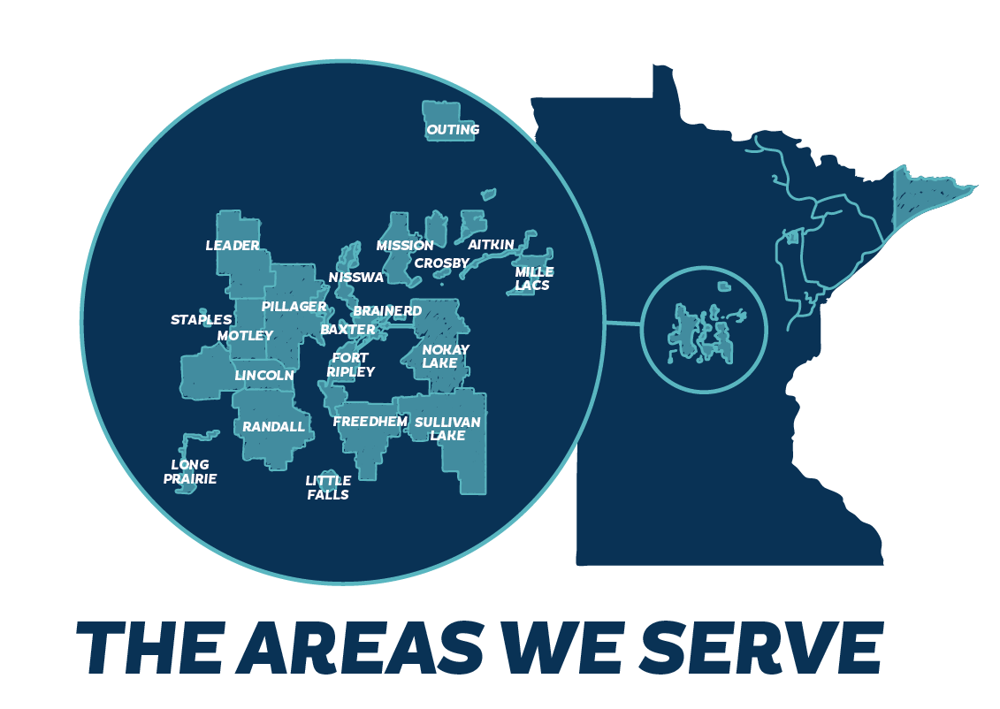 OUTING
LEADER
MISSION
AITKIN
CROSBY
MILLE
LACS
NISSWA
PILLAGER
BRAINERD
STAPLES
BAXTER
MOTLEY
NOKAY
LAKE
FORT
RIPLEY
LINCOLN
RANDALL
FREEDHEM
SULLIVAN
LAKE
LONG
PRAIRIE
LITTLE
FALLS
THE AREAS WE SERVE